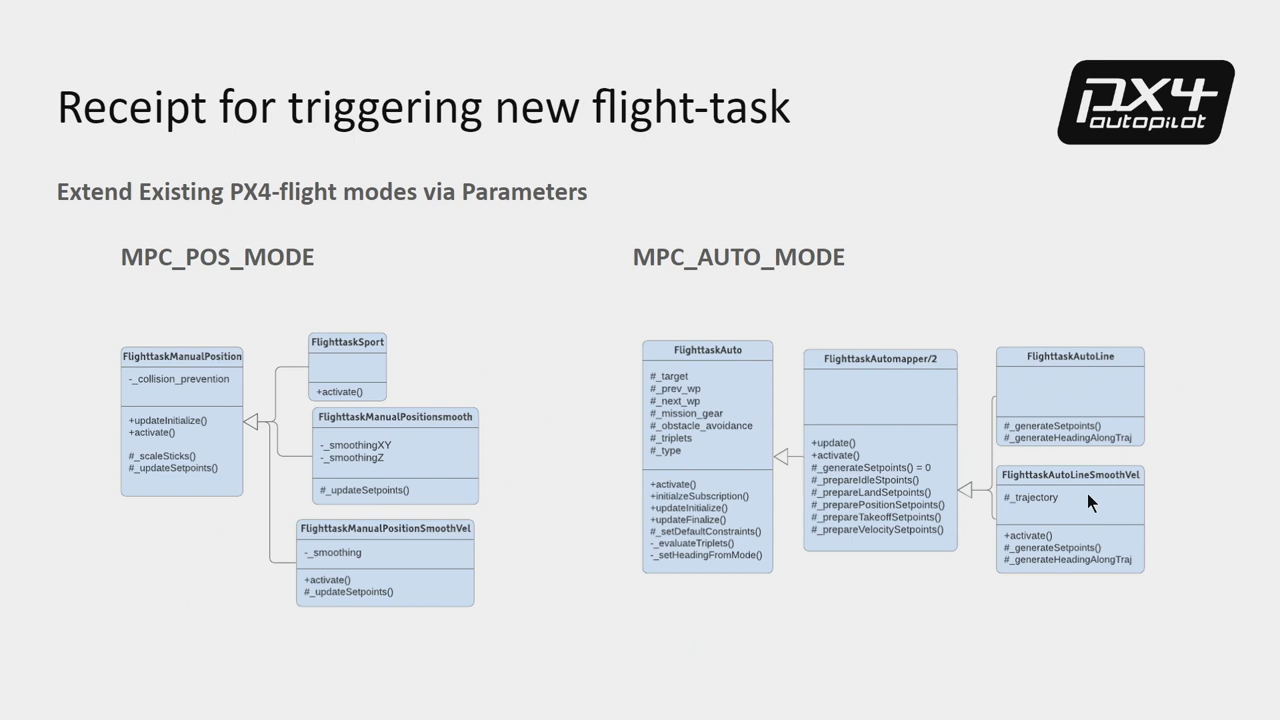 Receipt for triggering new flight-task
PX4
autopilot
Extend Existing PX4-flight modes via Parameters
MPC_POS_MODE
MPC_AUTO_MODE
FlighttaskManualPosition
-_collision_prevention
+updateInitialize()
+activate()
#_scaleSticks()
#_updateSetpoints()
FlighttaskSport
+activate()
FlighttaskManualPositionsmooth
-_smoothingXY
-_smoothingZ
#_updateSetpoints()
FlighttaskManualPositionSmoothVel
-_smoothing
+activate()
#_updateSetpoints()
FlighttaskAuto
#_target
#_prev_wp
#_next_wp
#_mission_gear
#_obstacle_avoidance
#_triplets
#_type
+activate()
+initialzeSubscription()
+updateInitialize()
+updateFinalize()
#_setDefaultConstraints()
-_evaluateTriplets()
-_setHeadingFromMode()
FlighttaskAutomapper/2
+update()
+activate()
#_generateSetpoints() = 0
#_prepareIdleStpoints()
#_prepareLandSetpoints()
#_preparePositionSetpoints()
#_prepareTakeoffSetpoints()
#_prepareVelocitySetpoints()
FlighttaskAutoLine
#_generateSetpoints()
#_generateHeadingAlongTraj
FlighttaskAutoLineSmoothVel
#_trajectory
+activate()
#_generateSetpoints()
#_generateHeadingAlongTraj